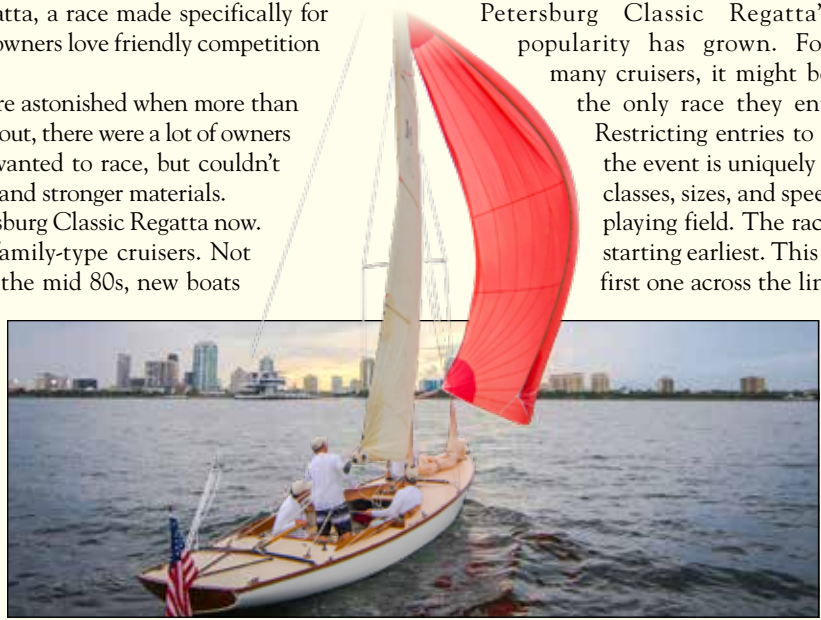 atta, a race made specifically for
owners love friendly competition
re astonished when more than
out, there were a lot of owners
wanted to race, but couldn't
and stronger materials.
sburg Classic Regatta now.
family-type cruisers. Not
the mid 80s, new boats
Petersburg Classic Regatta'
popularity has grown. Fo
many cruisers, it might b
the only race they en
Restricting entries to
the event is uniquely
classes, sizes, and spee
playing field. The rac
starting earliest. This
first one across the lin